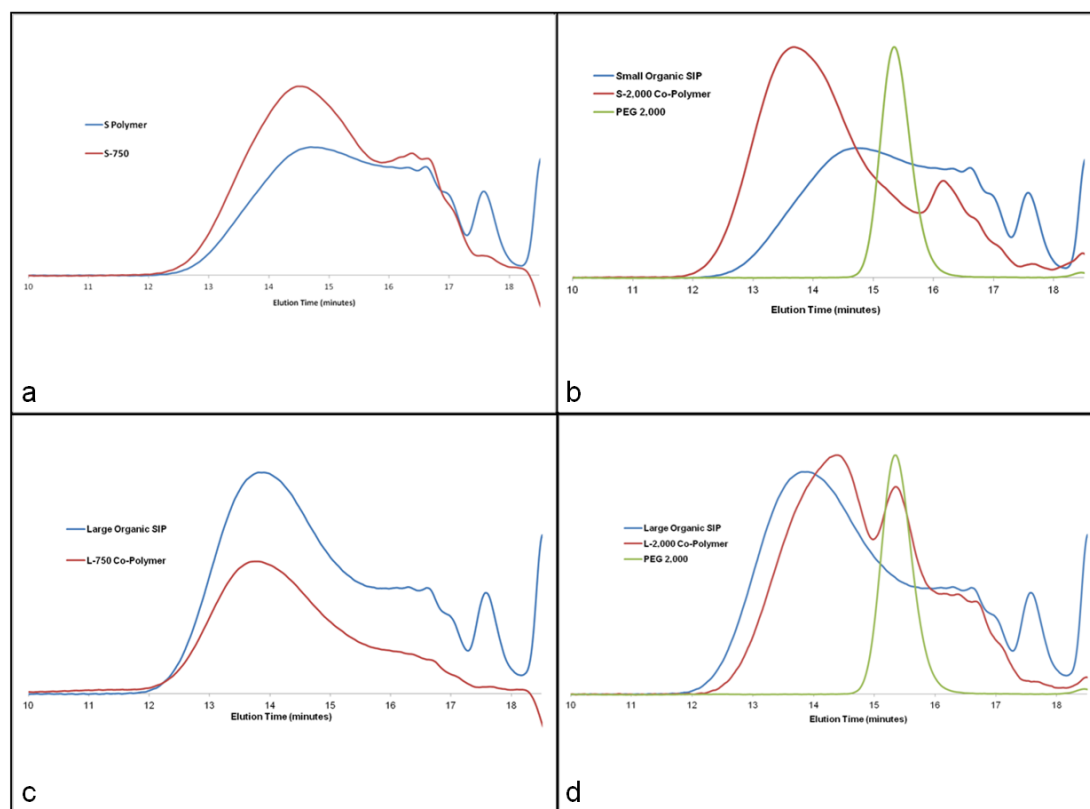 S Polymer
S-750
10 11 12 13 14 15 16 17 18
Elution Time (minutes)
a
Small Organic SIP
S-2,000 Co-Polymer
PEG 2,000
10 11 12 13 14 15 16 17 18
Elution Time (minutes)
b
Large Organic SIP
L-750 Co-Polymer
10 11 12 13 14 15 16 17 18
Elution Time (minutes)
c
Large Organic SIP
L-2,000 Co-Polymer
PEG 2,000
10 11 12 13 14 15 16 17 18
Elution Time (minutes)
d